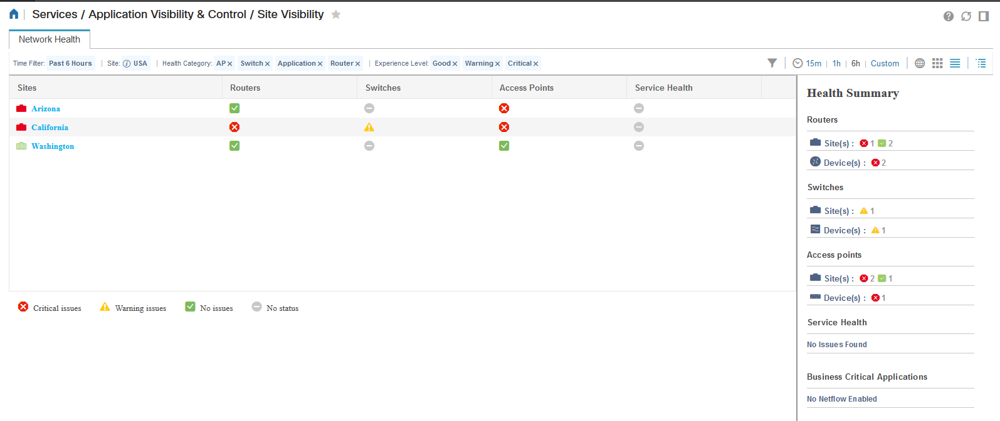 Services / Application Visibility & Control / Site Visibility
Network Health
Time Filter: Past 6 Hours | Site: i USA | Health Category: AP × Switch × Application × Router × | Experience Level: Good × Warning × Critical × 15m | 1h | 6h | Custom
Sites Routers Switches Access Points Service Health
Arizona
California
Washington
Critical issues Warning issues No issues No status
Health Summary
Routers
Site(s) : 1 2
Device(s) : 2
Switches
Site(s) : 1
Device(s) : 1
Access points
Site(s) : 2 1
Device(s) : 1
Service Health
No Issues Found
Business Critical Applications
No Netflow Enabled